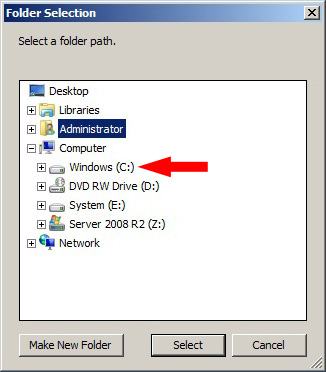 Folder Selection
Select a folder path.
Desktop
Libraries
Administrator
Computer
Windows (C:)
DVD RW Drive (D:)
System (E:)
Server 2008 R2 (Z:)
Network
Make New Folder
Select
Cancel